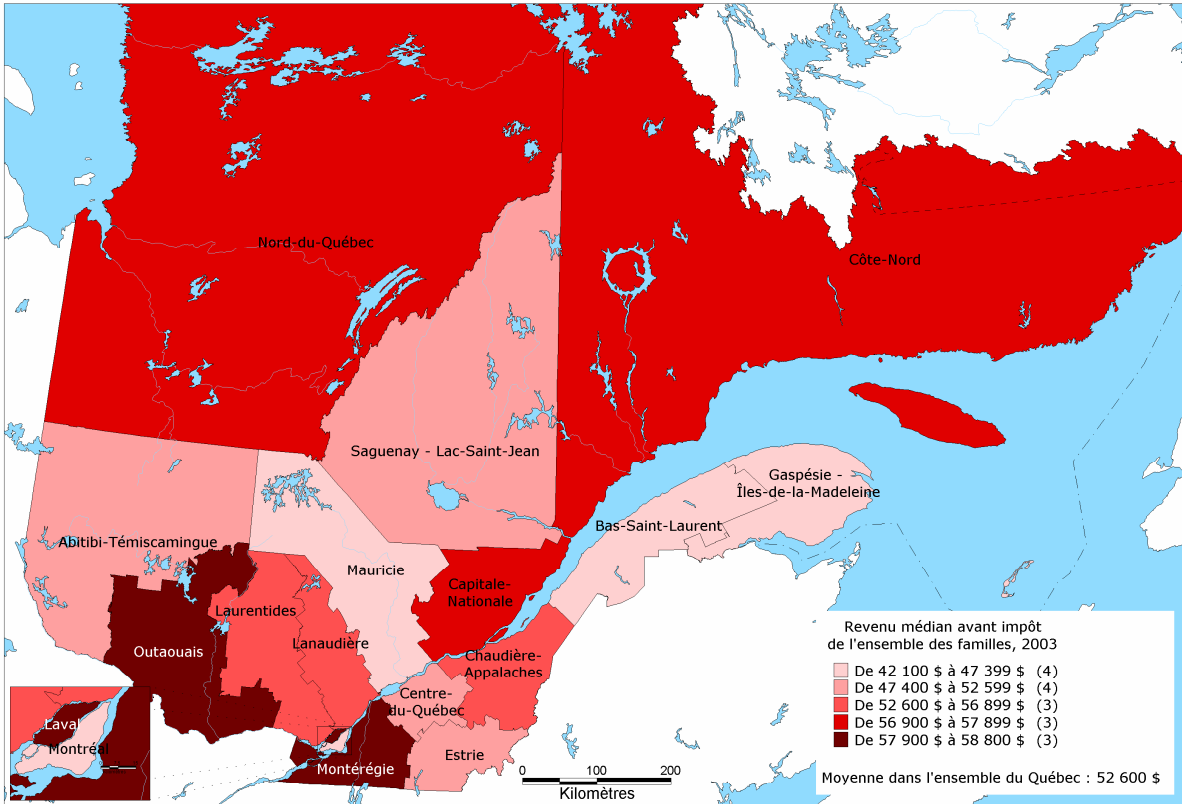 Nord-du-Québec
Côte-Nord
Saguenay - Lac-Saint-Jean
Gaspésie -
Îles-de-la-Madeleine
Bas-Saint-Laurent
Abitibi-Témiscamingue
Mauricie
Capitale-
Nationale
Laurentides
Lanaudière
Outaouais
Chaudière-
Appalaches
Centre-
du-Québec
Estrie
Montérégie
Laval
Montréal
0 100 200
Kilomètres
Revenu médian avant impôt
de l'ensemble des familles, 2003
De 42 100 $ à 47 399 $ (4)
De 47 400 $ à 52 599 $ (4)
De 52 600 $ à 56 899 $ (3)
De 56 900 $ à 57 899 $ (3)
De 57 900 $ à 58 800 $ (3)
Moyenne dans l'ensemble du Québec : 52 600 $